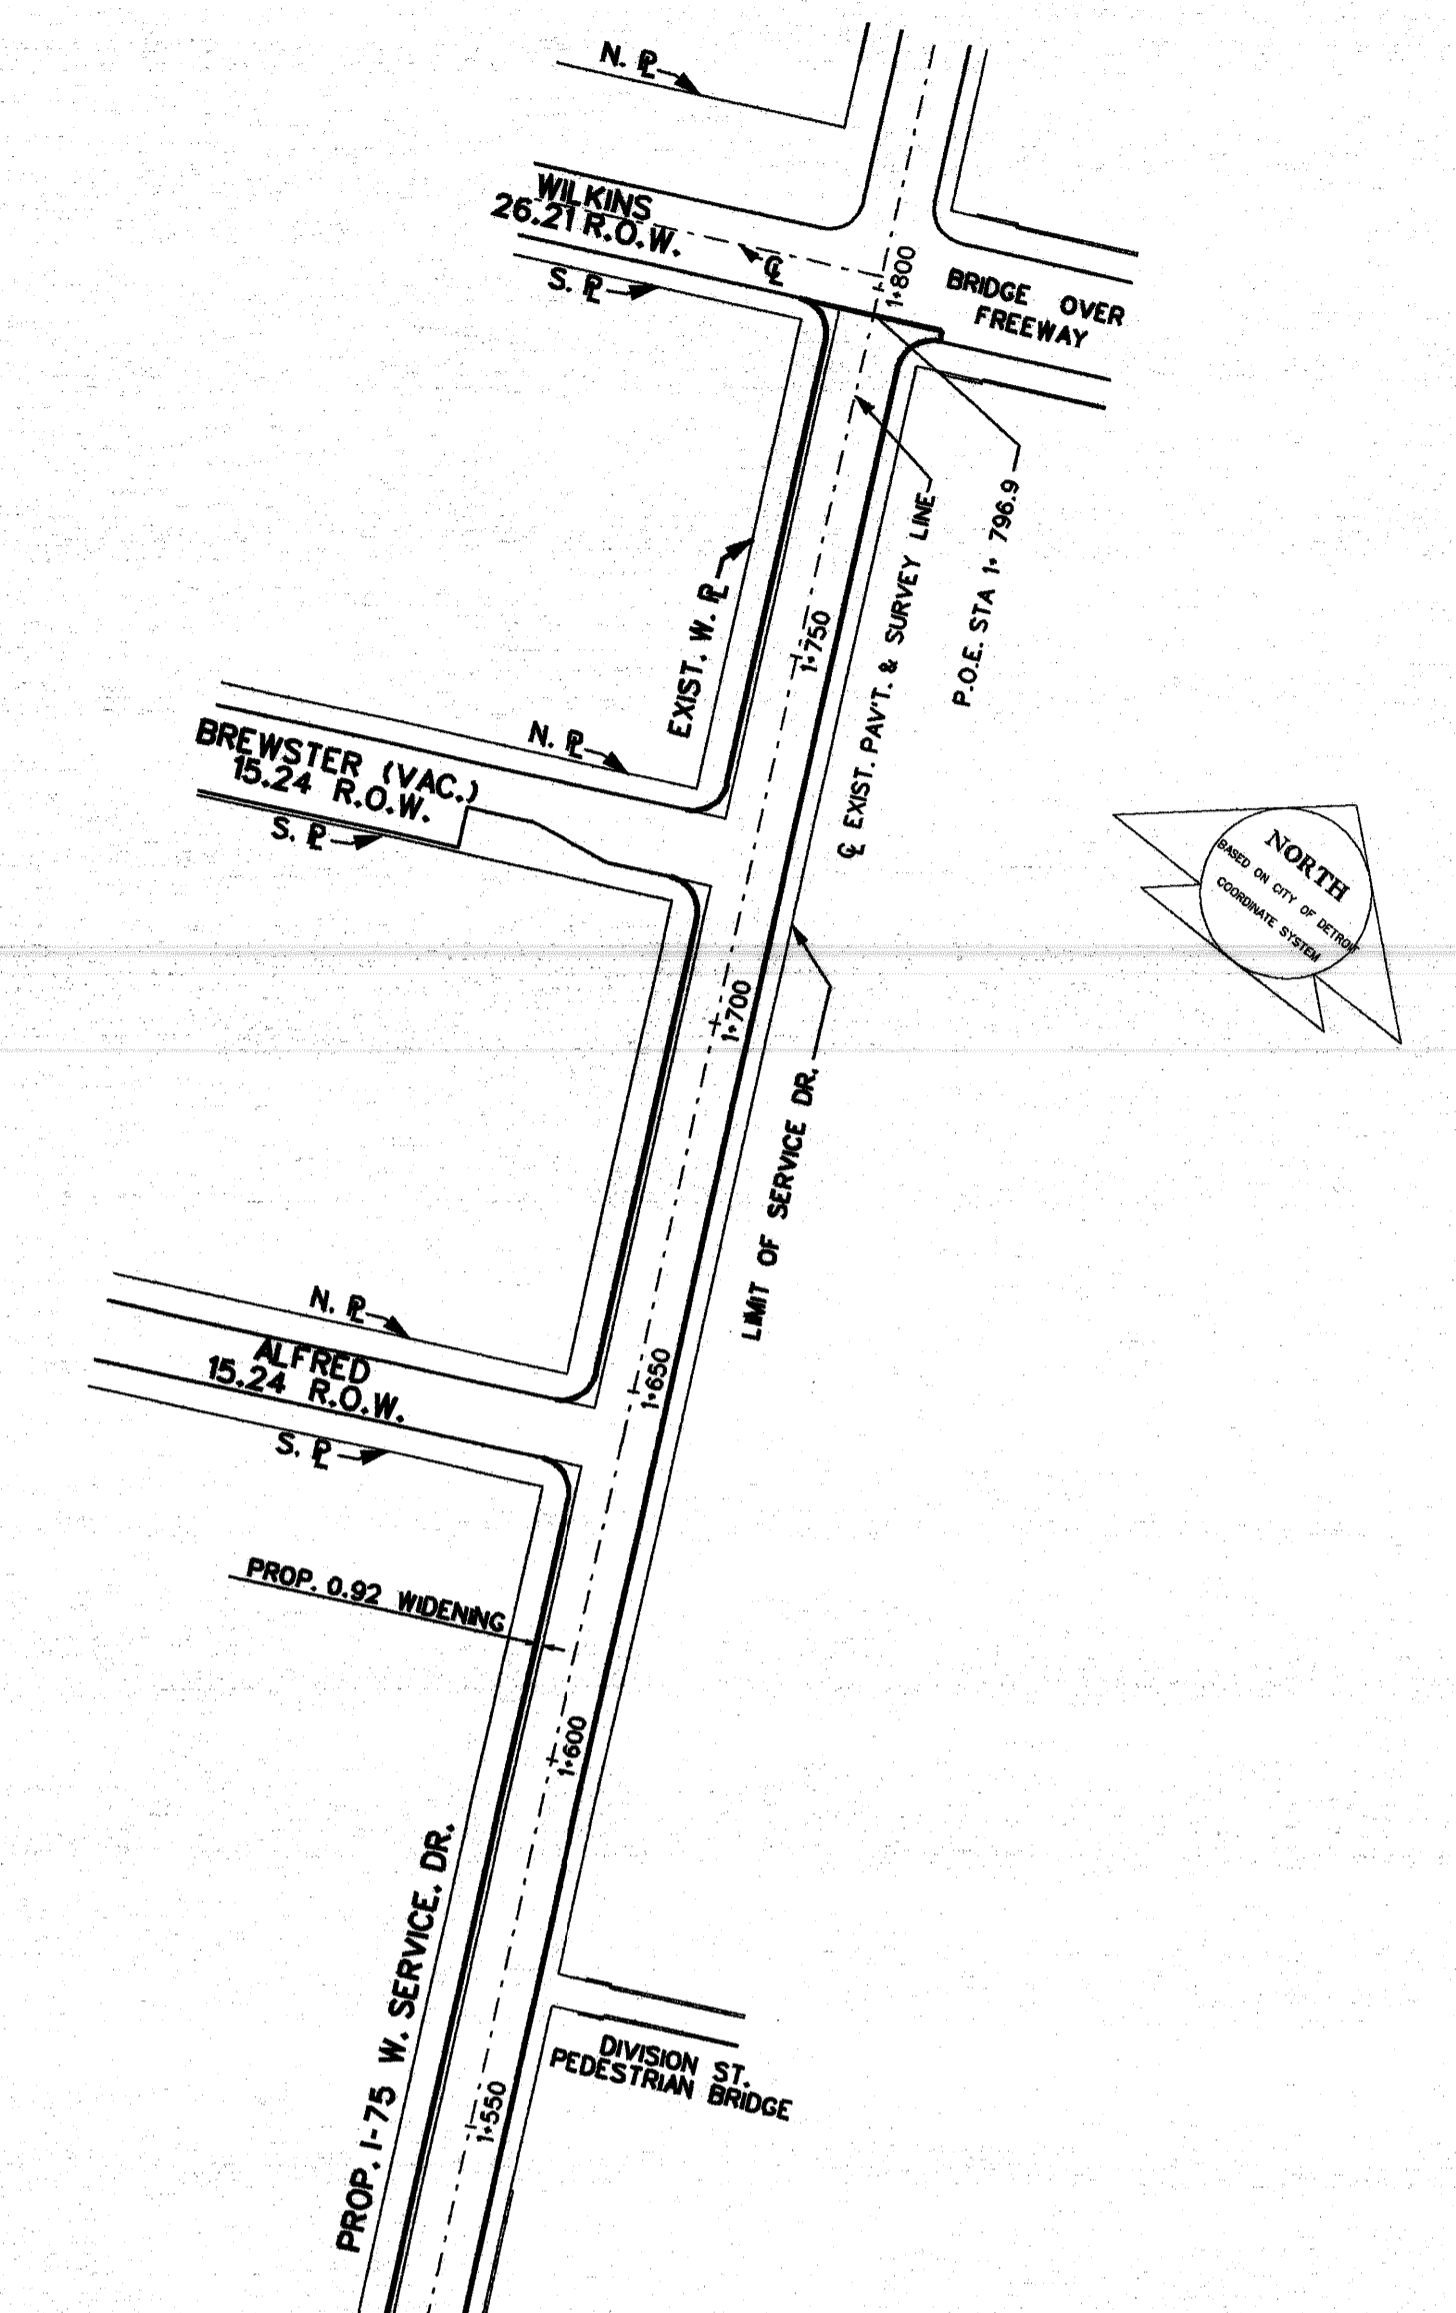 N. ℙL
WILKINS
26.21 R.O.W.
℄
S. ℙL
1+800
BRIDGE OVER
FREEWAY
EXIST. W. ℙL
1+750
℄ EXIST. PAV'T. & SURVEY LINE
P.O.E. STA 1+ 796.9
N. ℙL
BREWSTER (VAC.)
15.24 R.O.W.
S. ℙL
NORTH
BASED ON CITY OF DETROIT
COORDINATE SYSTEM
1+700
LIMIT OF SERVICE DR.
N. ℙL
ALFRED
15.24 R.O.W.
S. ℙL
1+650
PROP. 0.92 WIDENING
1+600
PROP. I-75 W. SERVICE. DR.
DIVISION ST.
PEDESTRIAN BRIDGE
1+550